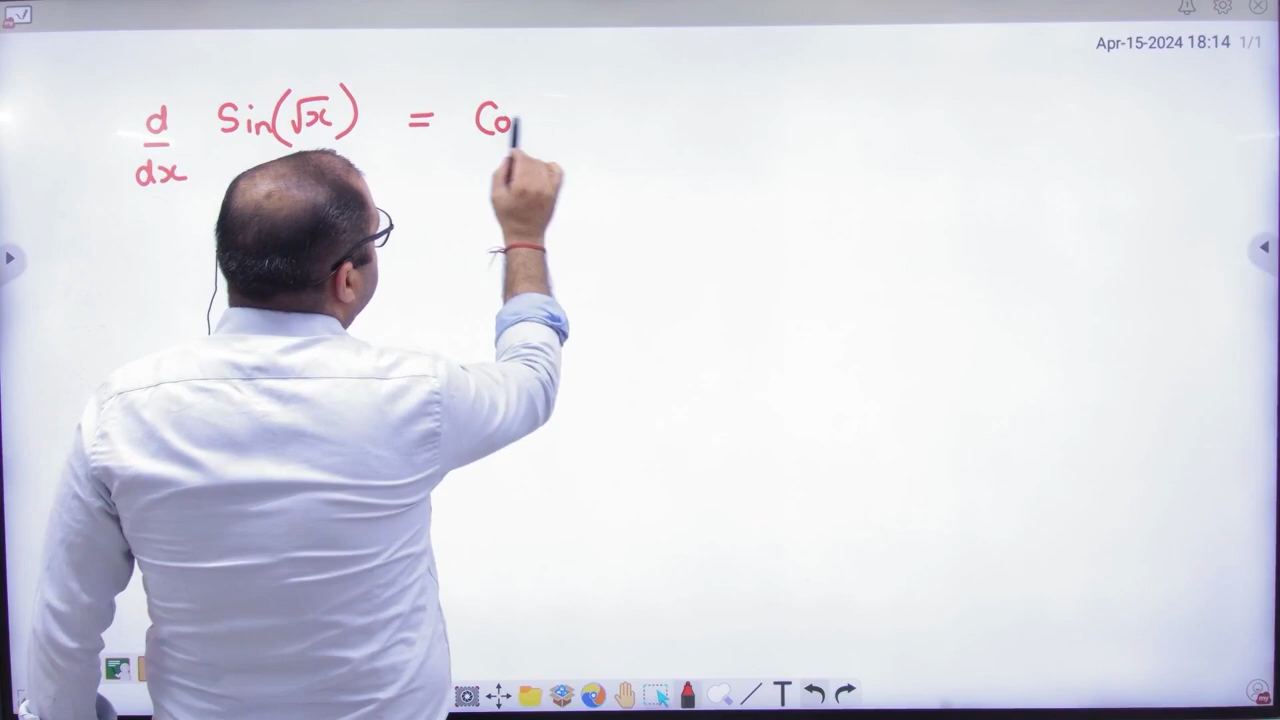 Apr-15-2024 18:14 1/1
d/dx Sin(√x) = Co